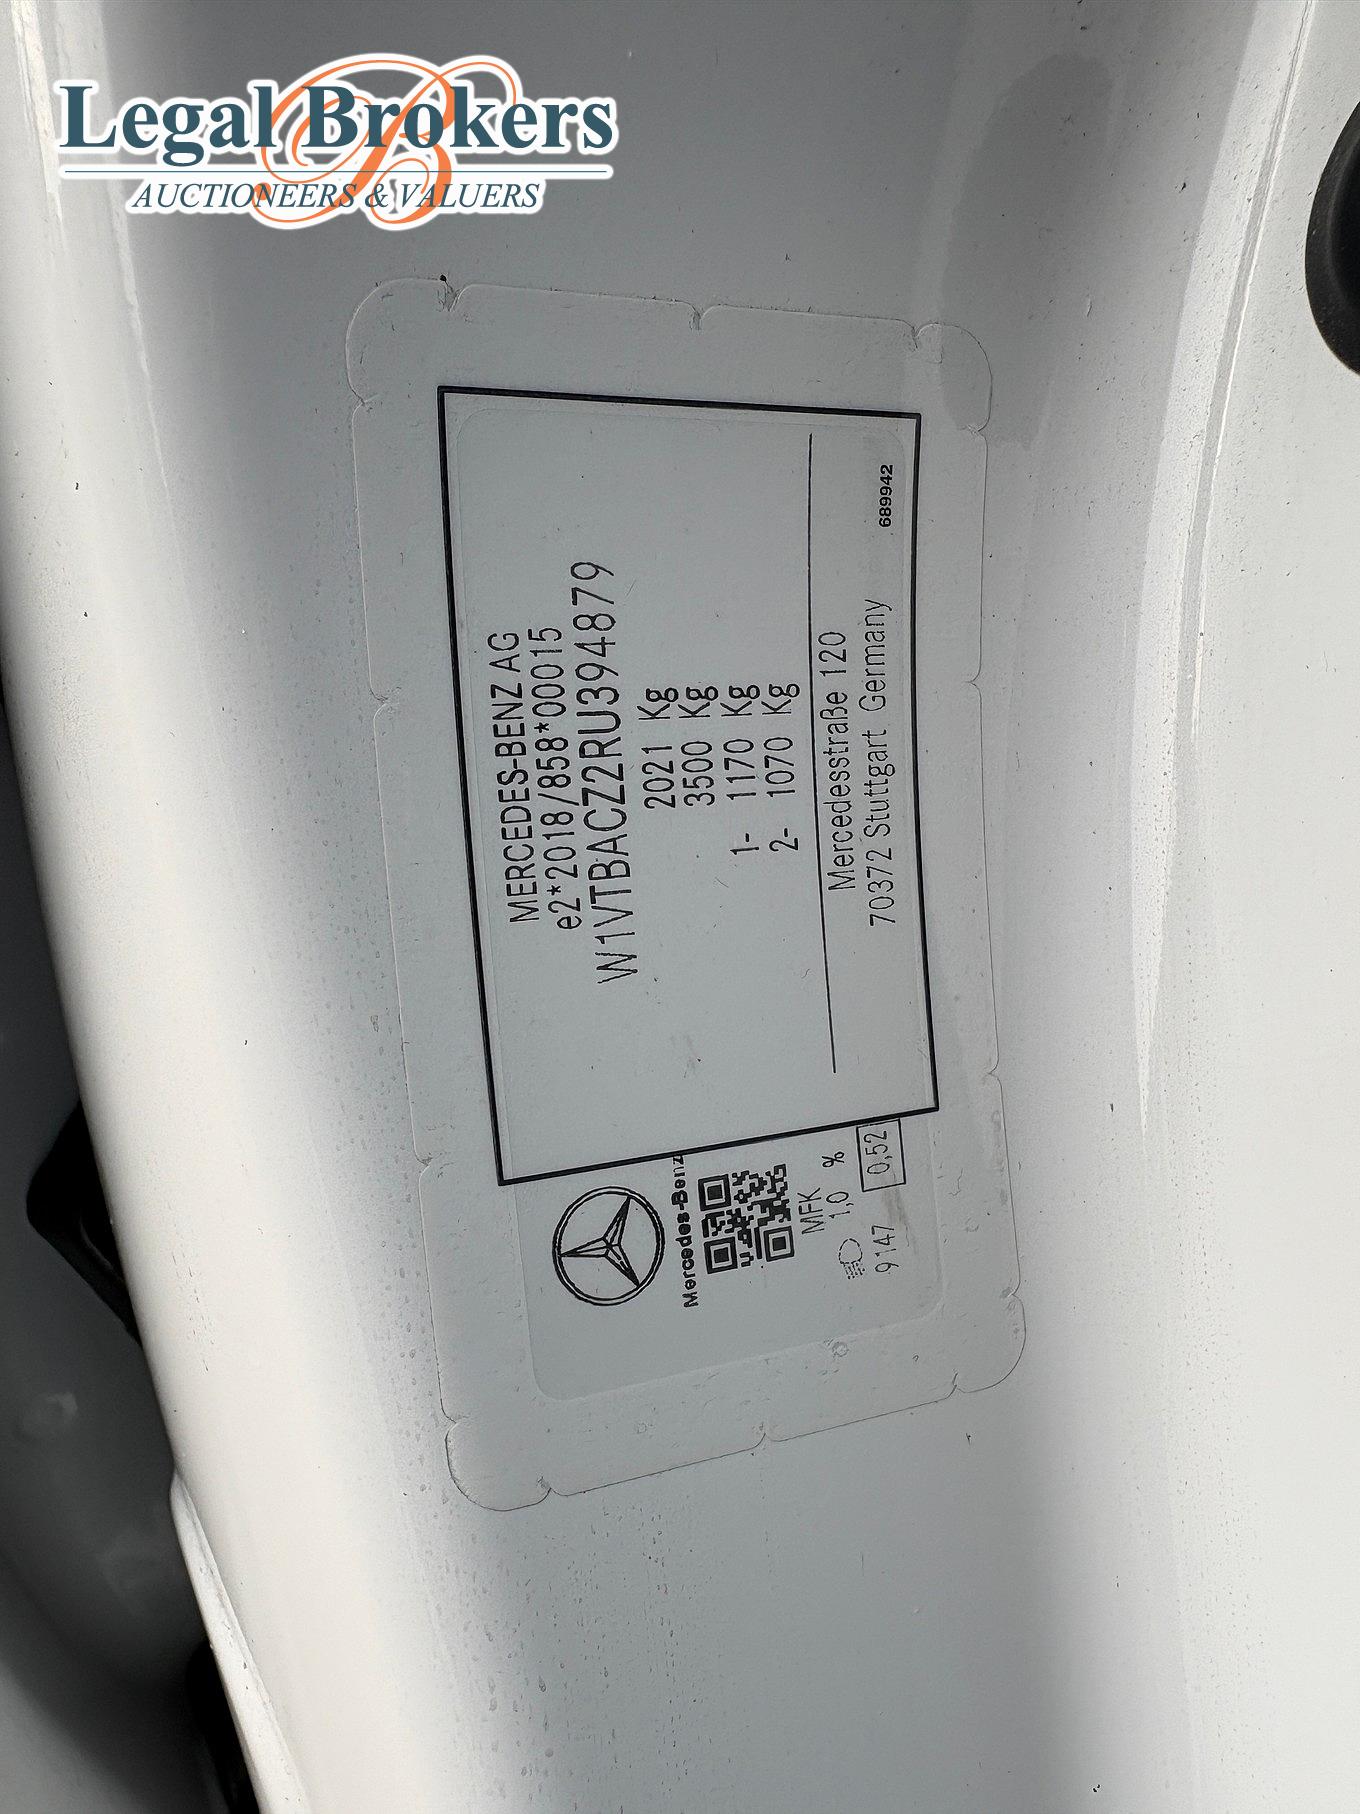 Legal Brokers
AUCTIONEERS & VALUERS
MERCEDES-BENZ AG
e2*2018/858*00015
W1VTBACZ2RU394879
2021 Kg
3500 Kg
1- 1170 Kg
2- 1070 Kg
Mercedesstraße 120
70372 Stuttgart Germany
689942
Mercedes-Benz
MFK
1,0 %
9147 0,52